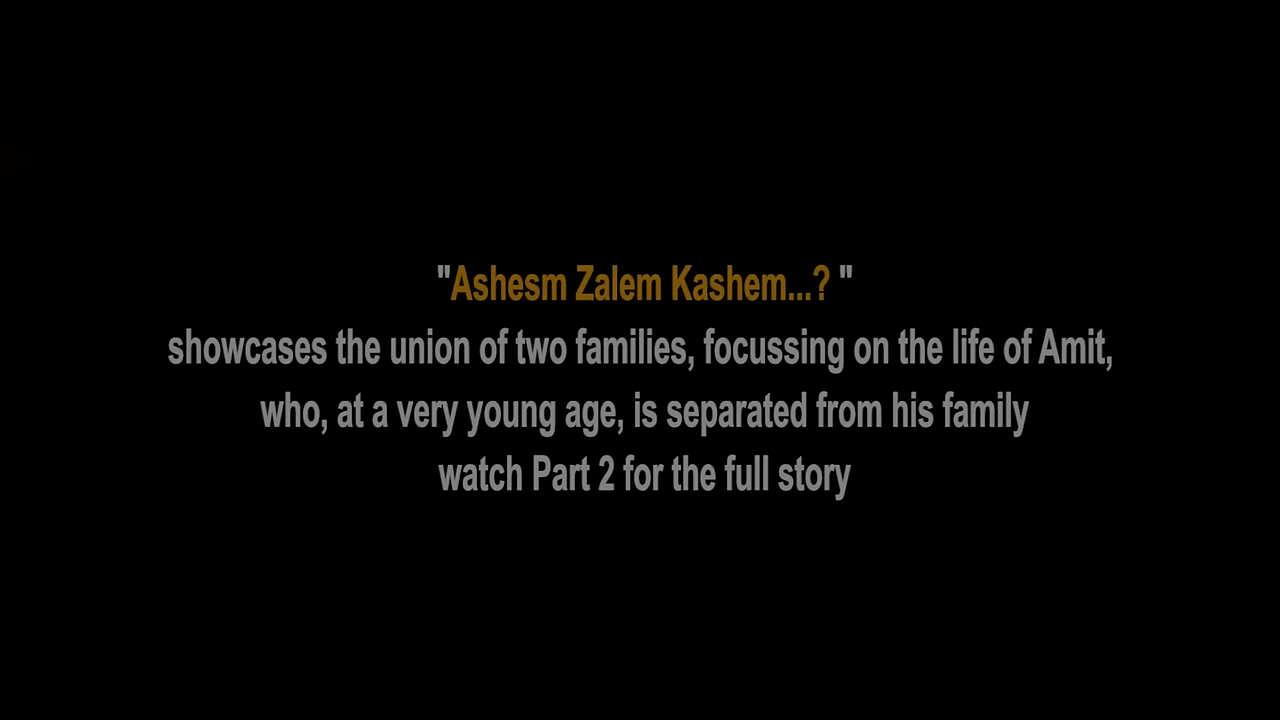 "Ashesm Zalem Kashem...? "
showcases the union of two families, focussing on the life of Amit,
who, at a very young age, is separated from his family
watch Part 2 for the full story